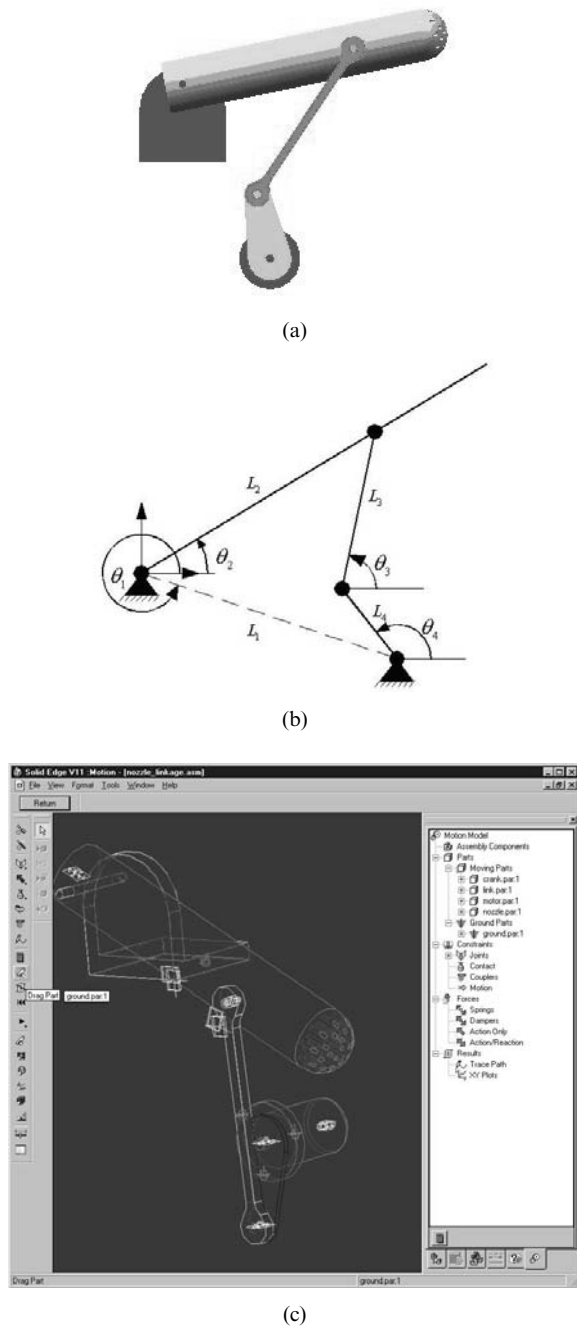 (a)
L2
θ2
θ1
L3
θ3
L1
L4
θ4
(b)
Solid Edge V11 :Motion - [nozzle_linkage.asm]
File View Format Tools Window Help
Return
Motion Model
Assembly Components
Parts
Moving Parts
crank.par:1
link.par:1
motor.par:1
nozzle.par:1
Ground Parts
ground.par:1
Constraints
Joints
Contact
Couplers
Motion
Forces
Springs
Dampers
Action Only
Action/Reaction
Results
Trace Path
XY Plots
Drag Part ground.par:1
Drag Part ground.par:1
(c)